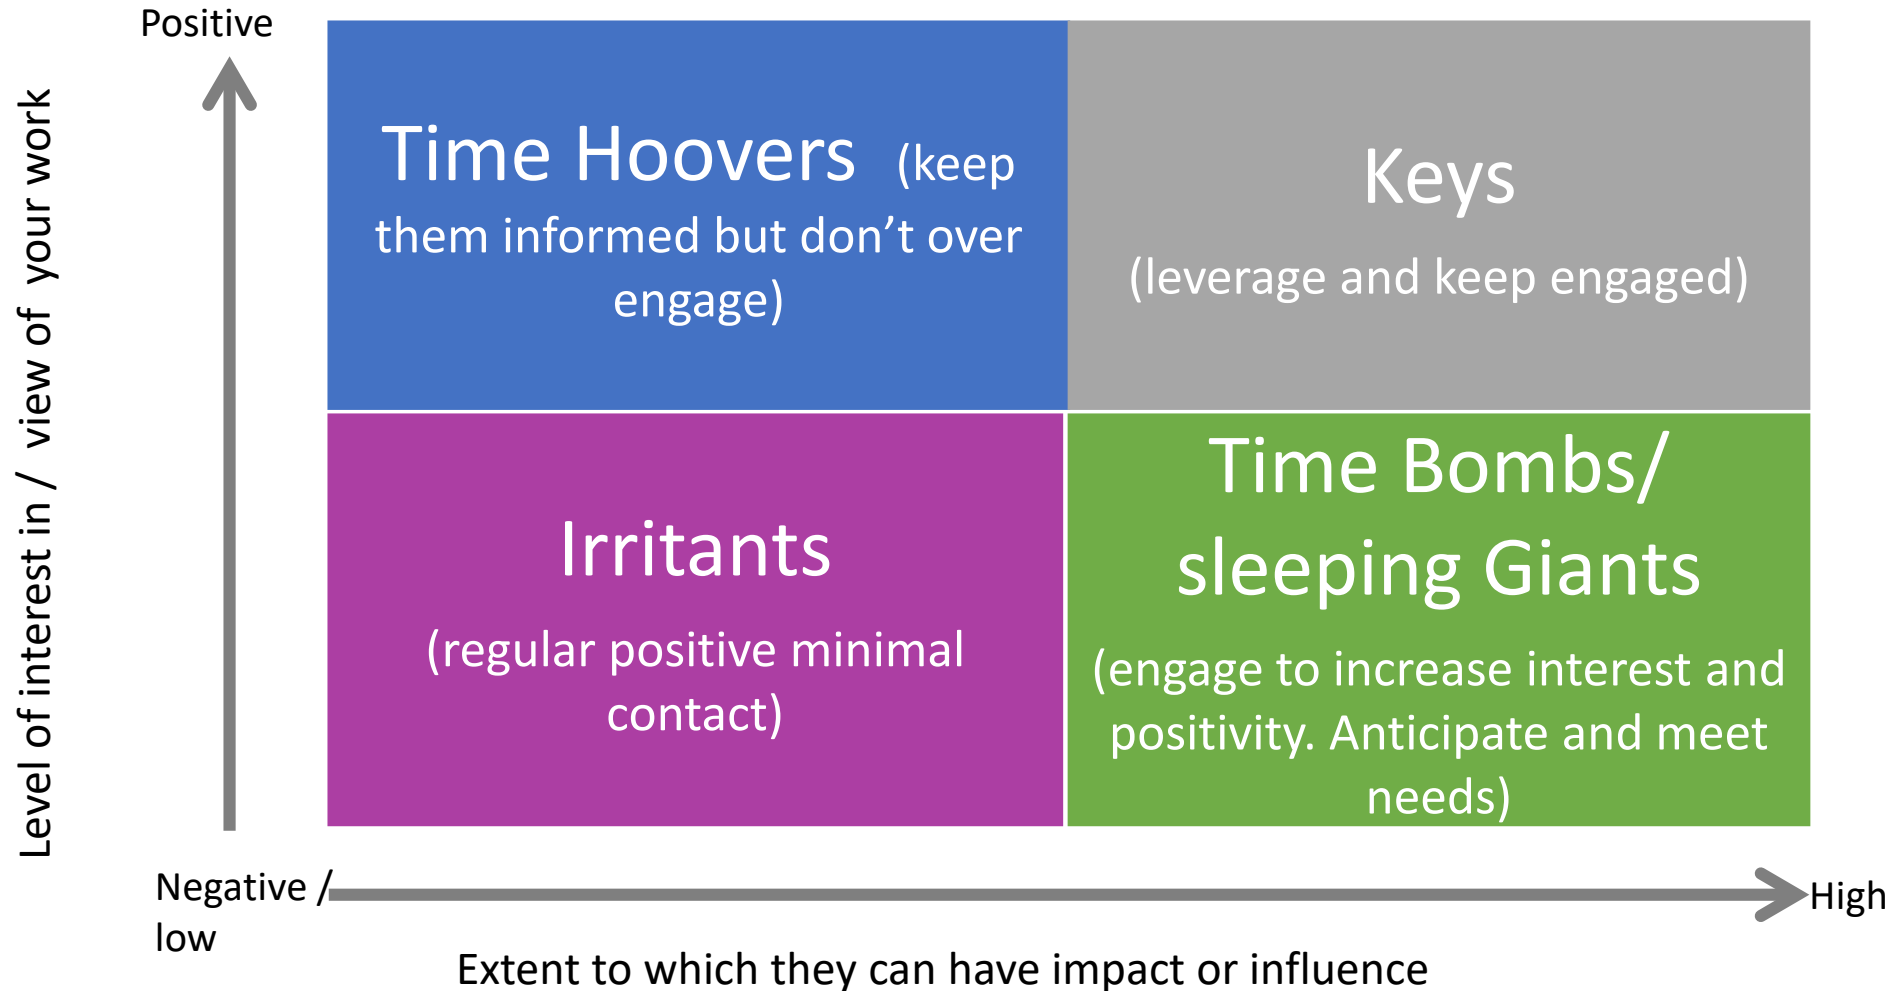 Positive
Level of interest in / view of your work
Time Hoovers (keep
them informed but don’t over
engage)
Keys
(leverage and keep engaged)
Irritants
(regular positive minimal
contact)
Time Bombs/
sleeping Giants
(engage to increase interest and
positivity. Anticipate and meet
needs)
Negative /
low
High
Extent to which they can have impact or influence